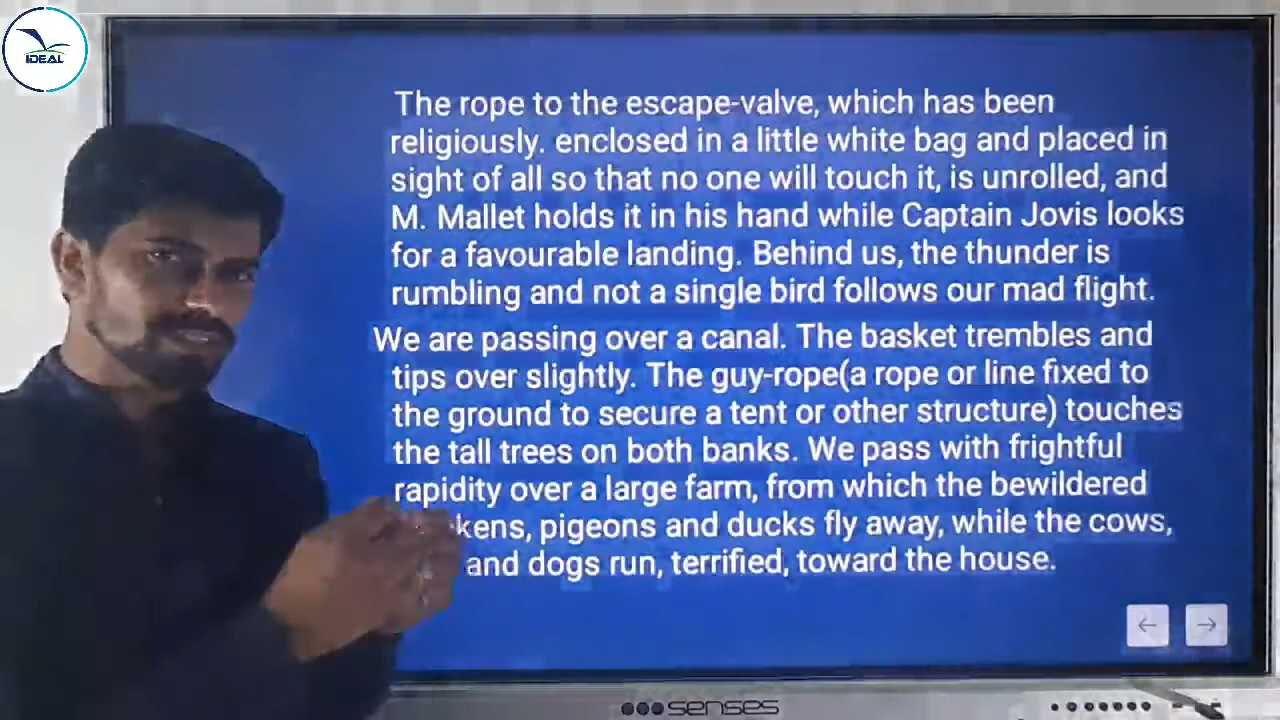 IDEAL
The rope to the escape-valve, which has been
religiously. enclosed in a little white bag and placed in
sight of all so that no one will touch it, is unrolled, and
M. Mallet holds it in his hand while Captain Jovis looks
for a favourable landing. Behind us, the thunder is
rumbling and not a single bird follows our mad flight.
We are passing over a canal. The basket trembles and
tips over slightly. The guy-rope(a rope or line fixed to
the ground to secure a tent or other structure) touches
the tall trees on both banks. We pass with frightful
rapidity over a large farm, from which the bewildered
pigeons and ducks fly away, while the cows,
and dogs run, terrified, toward the house.
senses